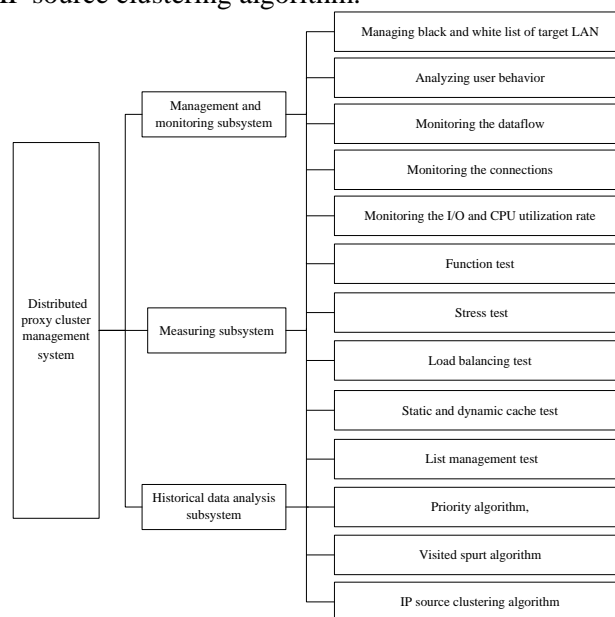 IP source clustering algorithm.
Managing black and white list of target LAN
Analyzing user behavior
Management and
monitoring subsystem
Monitoring the dataflow
Monitoring the connections
Monitoring the I/O and CPU utilization rate
Function test
Distributed
proxy cluster
management
system
Measuring subsystem
Stress test
Load balancing test
Static and dynamic cache test
List management test
Historical data analysis
subsystem
Priority algorithm,
Visited spurt algorithm
IP source clustering algorithm